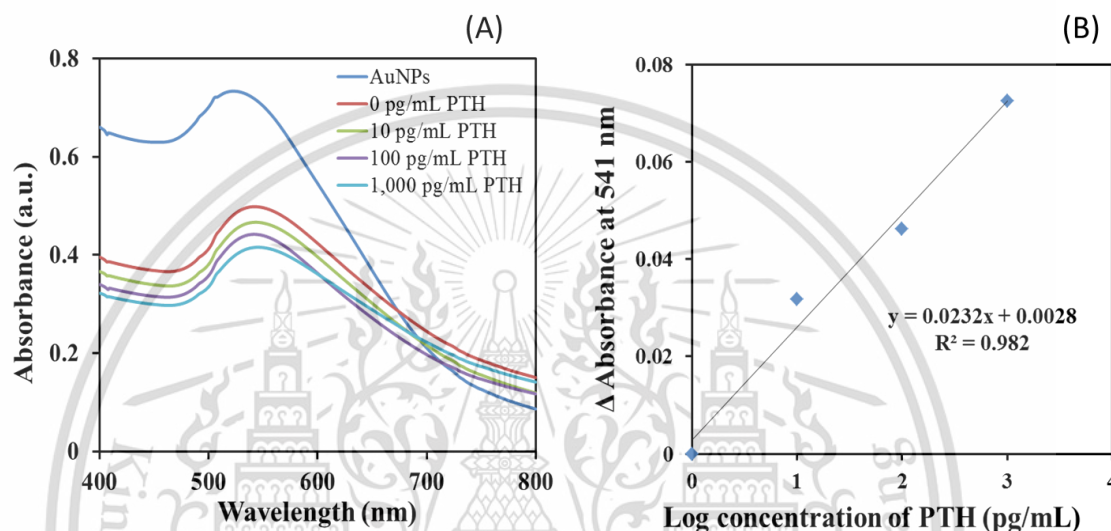 (A)
0.8
0.6
0.4
0.2
0
Absorbance (a.u.)
AuNPs
0 pg/mL PTH
10 pg/mL PTH
100 pg/mL PTH
1,000 pg/mL PTH
400 500 600 700 800
Wavelength (nm)
(B)
0.08
0.06
0.04
0.02
0
Δ Absorbance at 541 nm
y = 0.0232x + 0.0028
R² = 0.982
0 1 2 3 4
Log concentration of PTH (pg/mL)